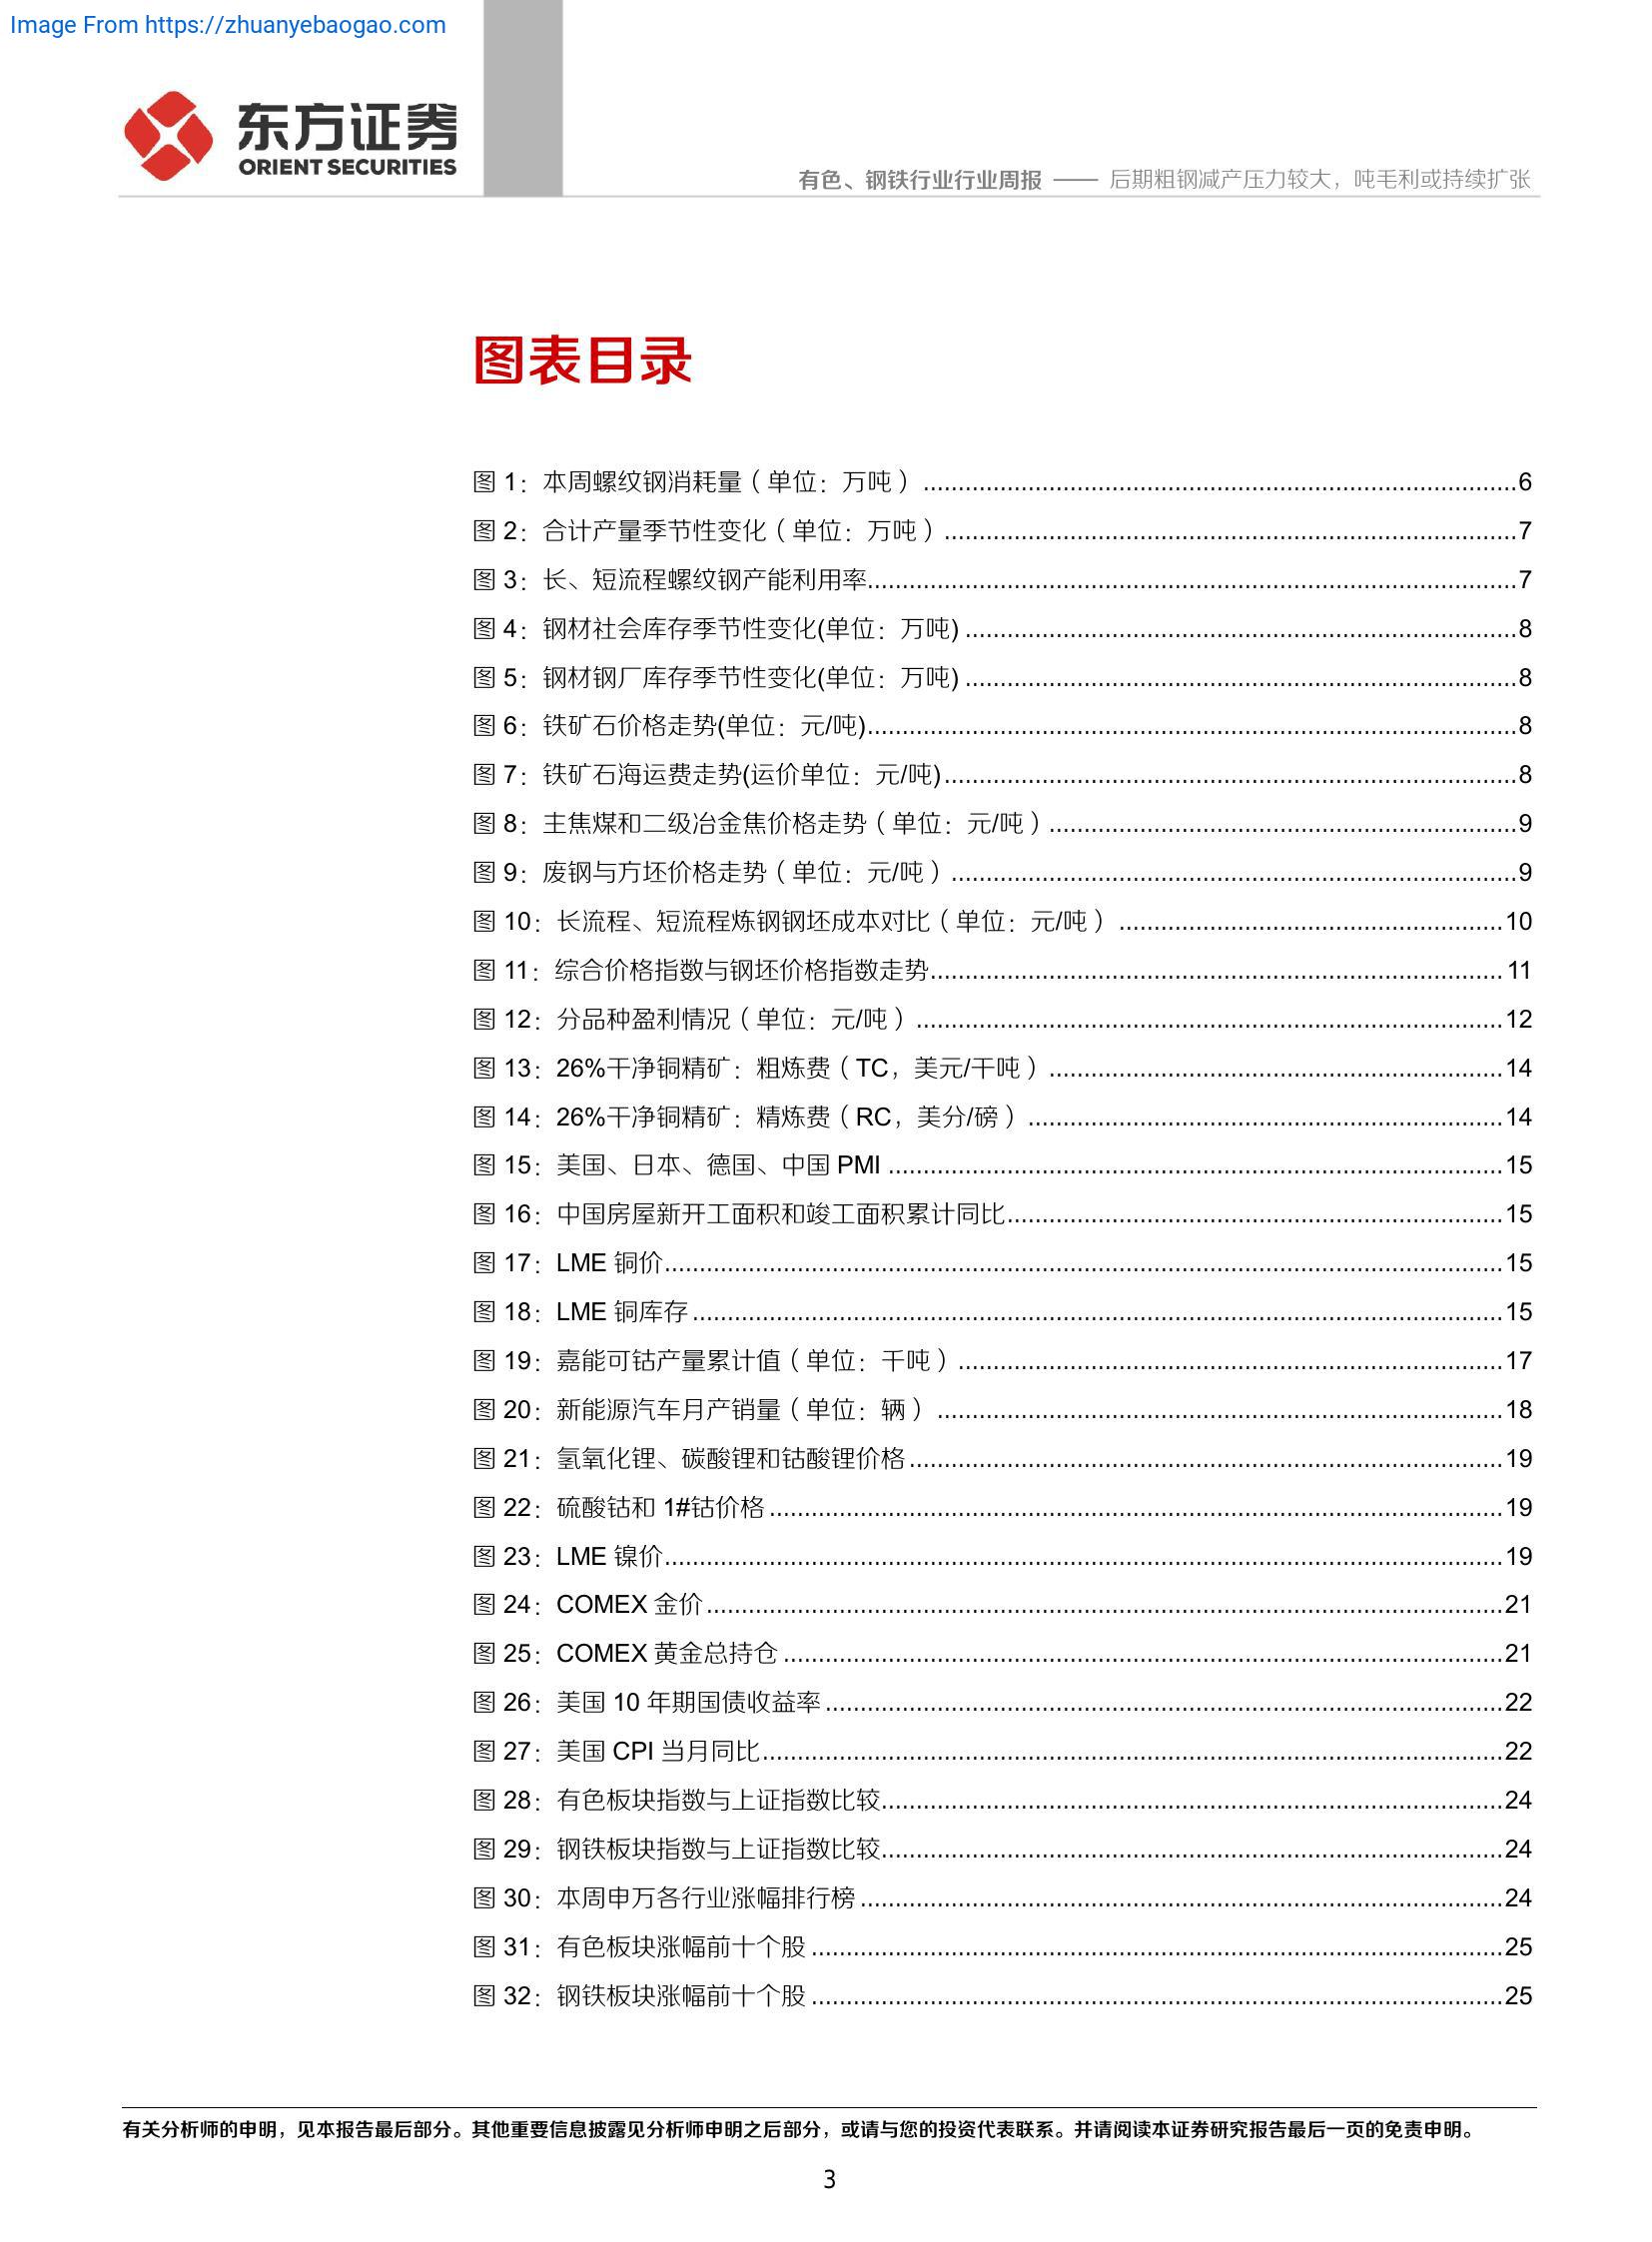 Image From https://zhuanyebaogao.com
东方证券
ORIENT SECURITIES
有色、钢铁行业行业周报 —— 后期粗钢减产压力较大，吨毛利或持续扩张
图表目录
图 1：本周螺纹钢消耗量（单位：万吨）......6
图 2：合计产量季节性变化（单位：万吨）......7
图 3：长、短流程螺纹钢产能利用率......7
图 4：钢材社会库存季节性变化(单位：万吨)......8
图 5：钢材钢厂库存季节性变化(单位：万吨)......8
图 6：铁矿石价格走势(单位：元/吨)......8
图 7：铁矿石海运费走势(运价单位：元/吨)......8
图 8：主焦煤和二级冶金焦价格走势（单位：元/吨）......9
图 9：废钢与方坯价格走势（单位：元/吨）......9
图 10：长流程、短流程炼钢钢坯成本对比（单位：元/吨）......10
图 11：综合价格指数与钢坯价格指数走势......11
图 12：分品种盈利情况（单位：元/吨）......12
图 13：26%干净铜精矿：粗炼费（TC，美元/干吨）......14
图 14：26%干净铜精矿：精炼费（RC，美分/磅）......14
图 15：美国、日本、德国、中国 PMI......15
图 16：中国房屋新开工面积和竣工面积累计同比......15
图 17：LME 铜价......15
图 18：LME 铜库存......15
图 19：嘉能可钴产量累计值（单位：干吨）......17
图 20：新能源汽车月产销量（单位：辆）......18
图 21：氢氧化锂、碳酸锂和钴酸锂价格......19
图 22：硫酸钴和 1#钴价格......19
图 23：LME 镍价......19
图 24：COMEX 金价......21
图 25：COMEX 黄金总持仓......21
图 26：美国 10 年期国债收益率......22
图 27：美国 CPI 当月同比......22
图 28：有色板块指数与上证指数比较......24
图 29：钢铁板块指数与上证指数比较......24
图 30：本周申万各行业涨幅排行榜......24
图 31：有色板块涨幅前十个股......25
图 32：钢铁板块涨幅前十个股......25
有关分析师的申明，见本报告最后部分。其他重要信息披露见分析师申明之后部分，或请与您的投资代表联系。并请阅读本证券研究报告最后一页的免责申明。
3